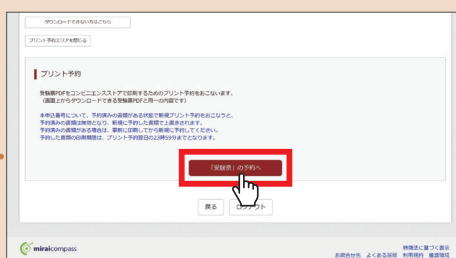 ダウンロードできない方はこちら
プリント予約エリアを閉じる
プリント予約
受験票PDFをコンビニエンスストアで印刷するためのプリント予約をおこないます。
（画面上からダウンロードできる受験票PDFと同一の内容です）
本申込番号について、予約済みの書類がある状態で新規プリント予約をおこなうと、
予約済みの書類は無効となり、新規に予約した書類で上書きされます。
予約済みの書類がある場合は、事前に印刷してから新規に予約してください。
予約した書類の印刷期限は、プリント予約翌日の23時59分までとなります。
「受験票」の予約へ
戻る
ログアウト
miraicompass
特商法に基づく表示
お問合せ先 よくある質問 利用規約 推奨環境